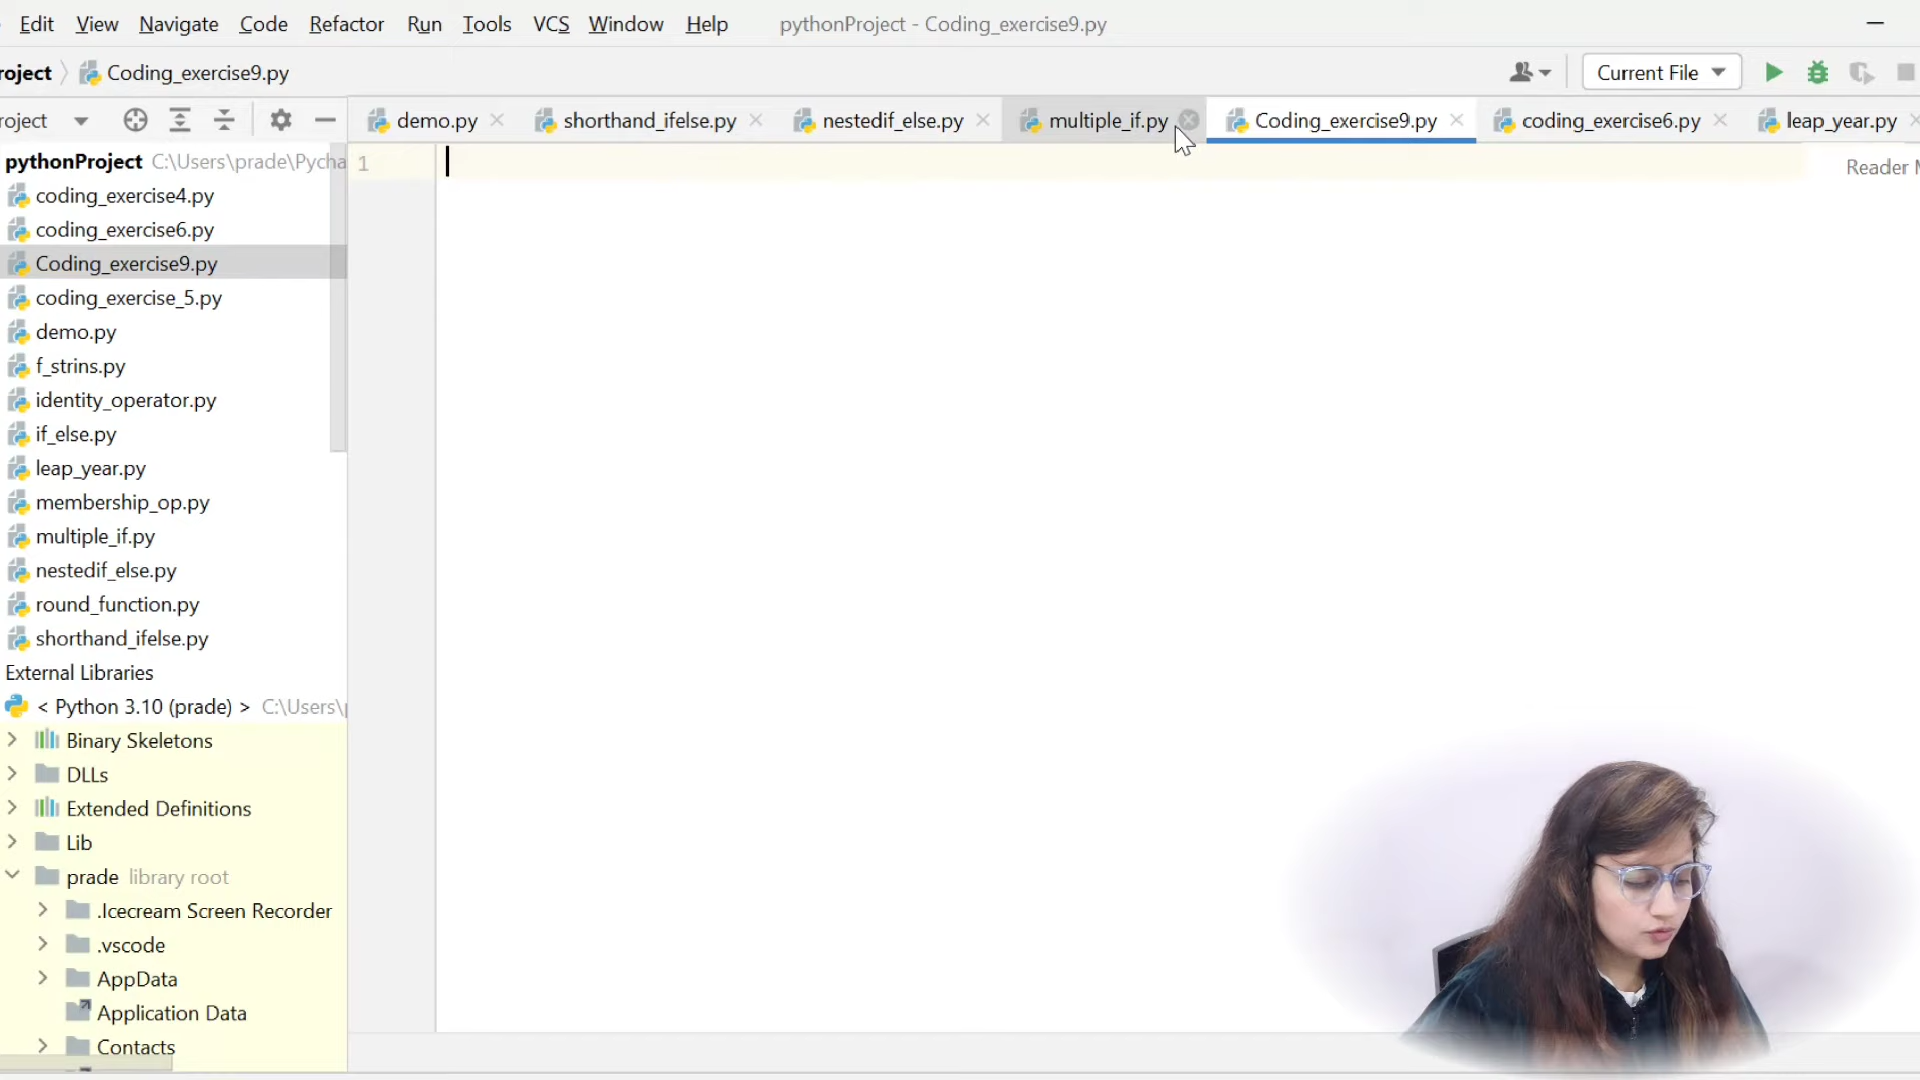 Edit View Navigate Code Refactor Run Tools VCS Window Help pythonProject - Coding_exercise9.py
roject Coding_exercise9.py Current File
roject
demo.py shorthand_ifelse.py nestedif_else.py multiple_if.py Coding_exercise9.py coding_exercise6.py leap_year.py
pythonProject C:\Users\prade\Pycha
1
Reader M
coding_exercise4.py
coding_exercise6.py
Coding_exercise9.py
coding_exercise_5.py
demo.py
f_strins.py
identity_operator.py
if_else.py
leap_year.py
membership_op.py
multiple_if.py
nestedif_else.py
round_function.py
shorthand_ifelse.py
External Libraries
< Python 3.10 (prade) > C:\Users\p
Binary Skeletons
DLLs
Extended Definitions
Lib
prade library root
.Icecream Screen Recorder
.vscode
AppData
Application Data
Contacts